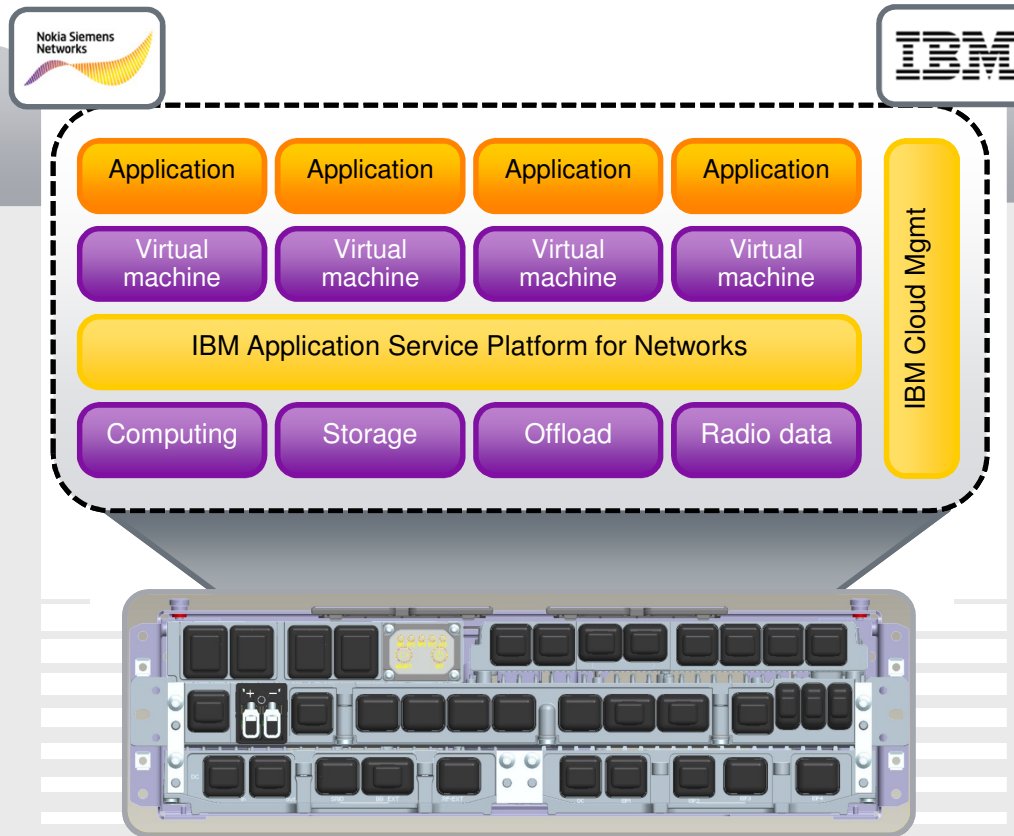 Nokia Siemens
Networks
IBM
Application
Application
Application
Application
Virtual
machine
Virtual
machine
Virtual
machine
Virtual
machine
IBM Application Service Platform for Networks
IBM Cloud Mgmt
Computing
Storage
Offload
Radio data
+ −
DC